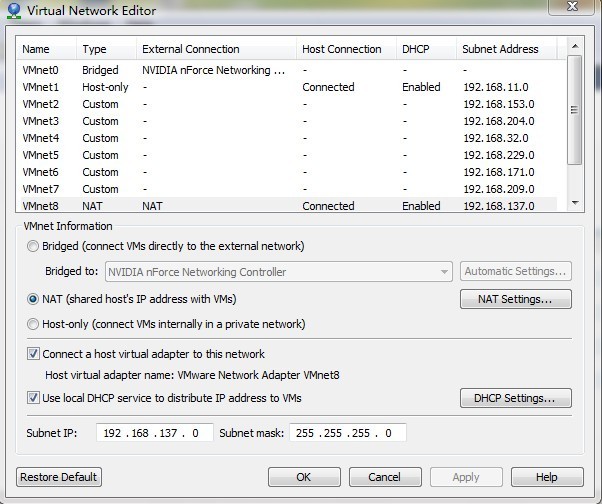 Virtual Network Editor
Name Type External Connection Host Connection DHCP Subnet Address
VMnet0 Bridged NVIDIA nForce Networking ... - - -
VMnet1 Host-only - Connected Enabled 192.168.11.0
VMnet2 Custom - - - 192.168.153.0
VMnet3 Custom - - - 192.168.204.0
VMnet4 Custom - - - 192.168.32.0
VMnet5 Custom - - - 192.168.229.0
VMnet6 Custom - - - 192.168.171.0
VMnet7 Custom - - - 192.168.209.0
VMnet8 NAT NAT Connected Enabled 192.168.137.0
VMnet Information
Bridged (connect VMs directly to the external network)
Bridged to: NVIDIA nForce Networking Controller Automatic Settings...
NAT (shared host's IP address with VMs) NAT Settings...
Host-only (connect VMs internally in a private network)
Connect a host virtual adapter to this network
Host virtual adapter name: VMware Network Adapter VMnet8
Use local DHCP service to distribute IP address to VMs DHCP Settings...
Subnet IP: 192 .168 .137 . 0 Subnet mask: 255 .255 .255 . 0
Restore Default OK Cancel Apply Help